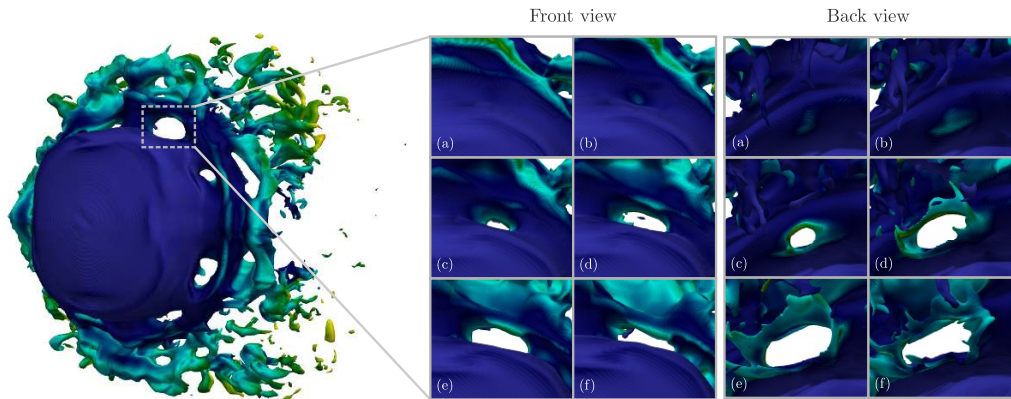 Front view
Back view
(a) (b) (a) (b)
(c) (d) (c) (d)
(e) (f) (e) (f)